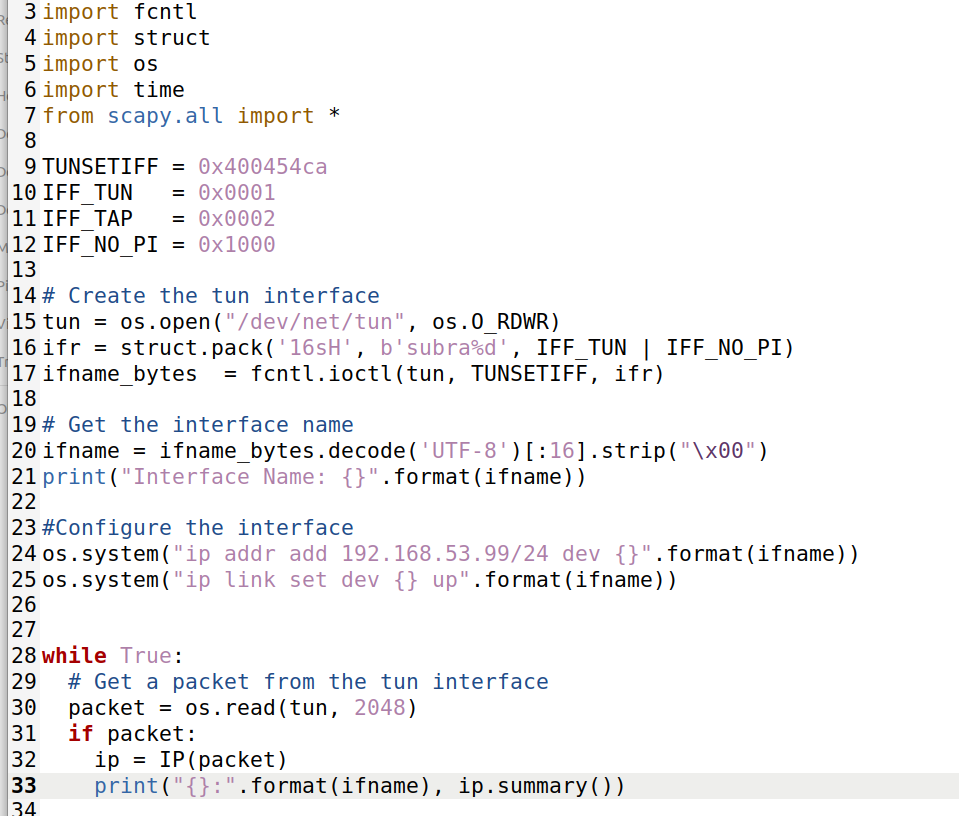 3 import fcntl
4 import struct
5 import os
6 import time
7 from scapy.all import *
8
9 TUNSETIFF = 0x400454ca
10 IFF_TUN   = 0x0001
11 IFF_TAP   = 0x0002
12 IFF_NO_PI = 0x1000
13
14 # Create the tun interface
15 tun = os.open("/dev/net/tun", os.O_RDWR)
16 ifr = struct.pack('16sH', b'subra%d', IFF_TUN | IFF_NO_PI)
17 ifname_bytes  = fcntl.ioctl(tun, TUNSETIFF, ifr)
18
19 # Get the interface name
20 ifname = ifname_bytes.decode('UTF-8')[:16].strip("\x00")
21 print("Interface Name: {}".format(ifname))
22
23 #Configure the interface
24 os.system("ip addr add 192.168.53.99/24 dev {}".format(ifname))
25 os.system("ip link set dev {} up".format(ifname))
26
27
28 while True:
29   # Get a packet from the tun interface
30   packet = os.read(tun, 2048)
31   if packet:
32     ip = IP(packet)
33     print("{}:".format(ifname), ip.summary())
34